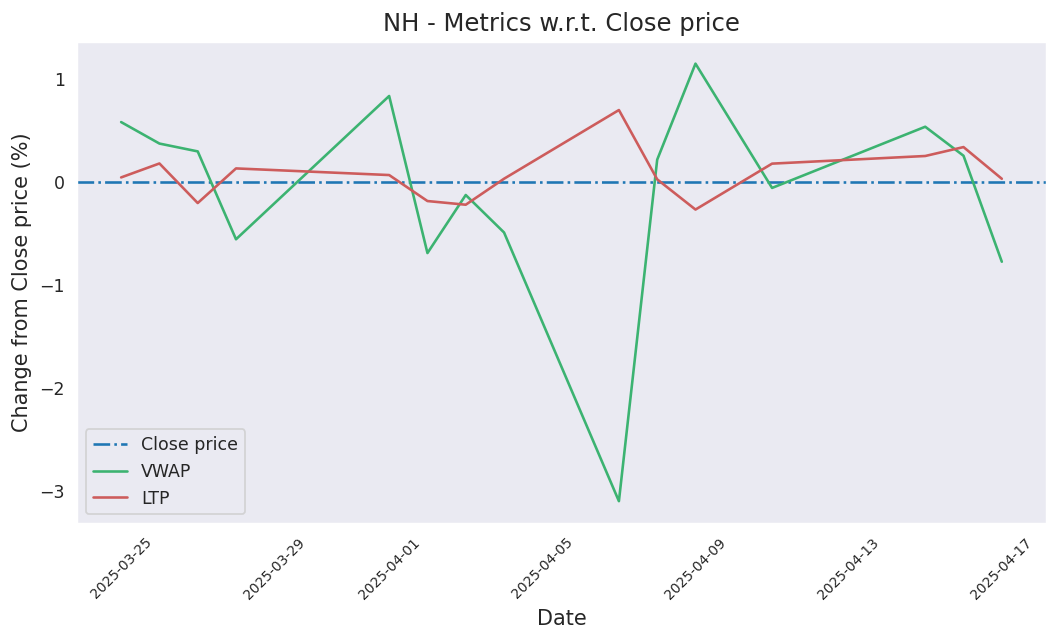 NH - Metrics w.r.t. Close price
Change from Close price (%)
1
0
−1
−2
−3
Close price
VWAP
LTP
2025-03-25
2025-03-29
2025-04-01
2025-04-05
2025-04-09
2025-04-13
2025-04-17
Date